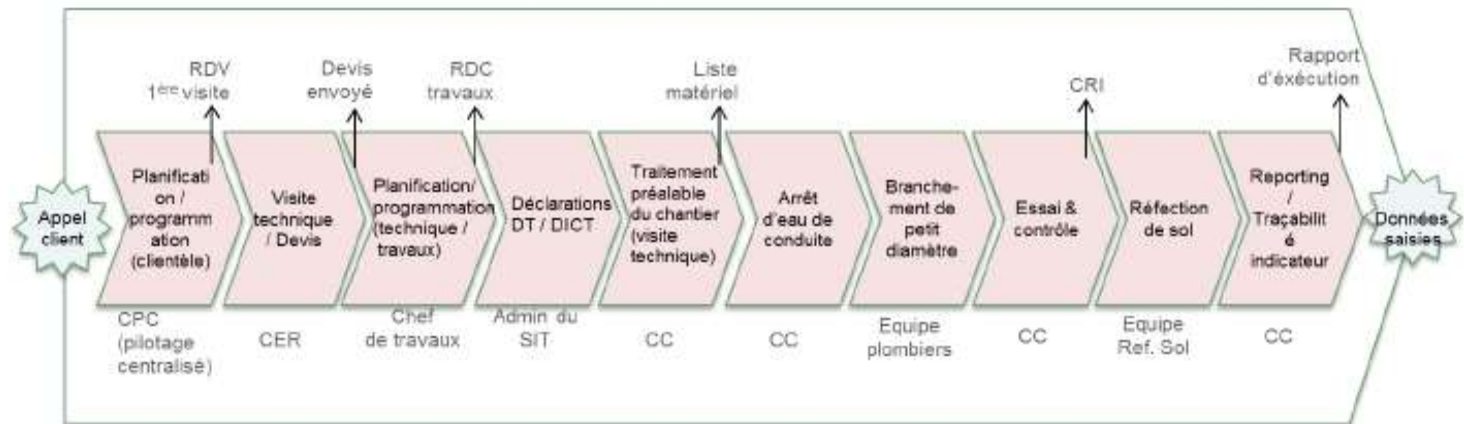 RDV
1ère visite
Devis
envoyé
RDC
travaux
Liste
matériel
CRI
Rapport
d'éxécution
Appel
client
Planificati
on /
programm
ation
(clientèle)
Visite
technique
/ Devis
Planification/
programmation
(technique /
travaux)
Déclarations
DT / DICT
Traitement
préalable
du chantier
(visite
technique)
Arrêt
d'eau de
conduite
Branche-
ment de
petit
diamètre
Essai &
contrôle
Réfection
de sol
Reporting
/
Traçabilit
é
indicateur
Données
saisies
CPC
(pilotage
centralisé)
CER
Chef
de travaux
Admin du
SIT
CC
CC
Equipe
plombiers
CC
Equipe
Ref. Sol
CC